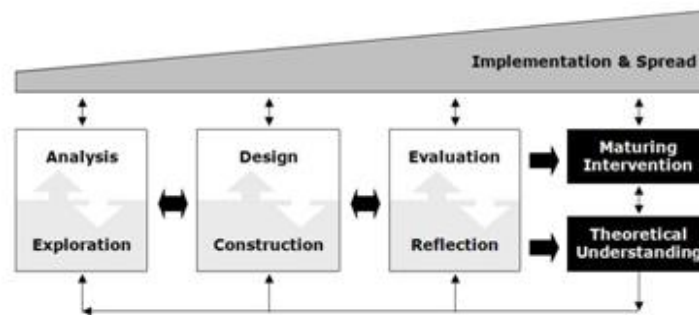 Implementation & Spread
Analysis
Design
Evaluation
Maturing
Intervention
Exploration
Construction
Reflection
Theoretical
Understanding